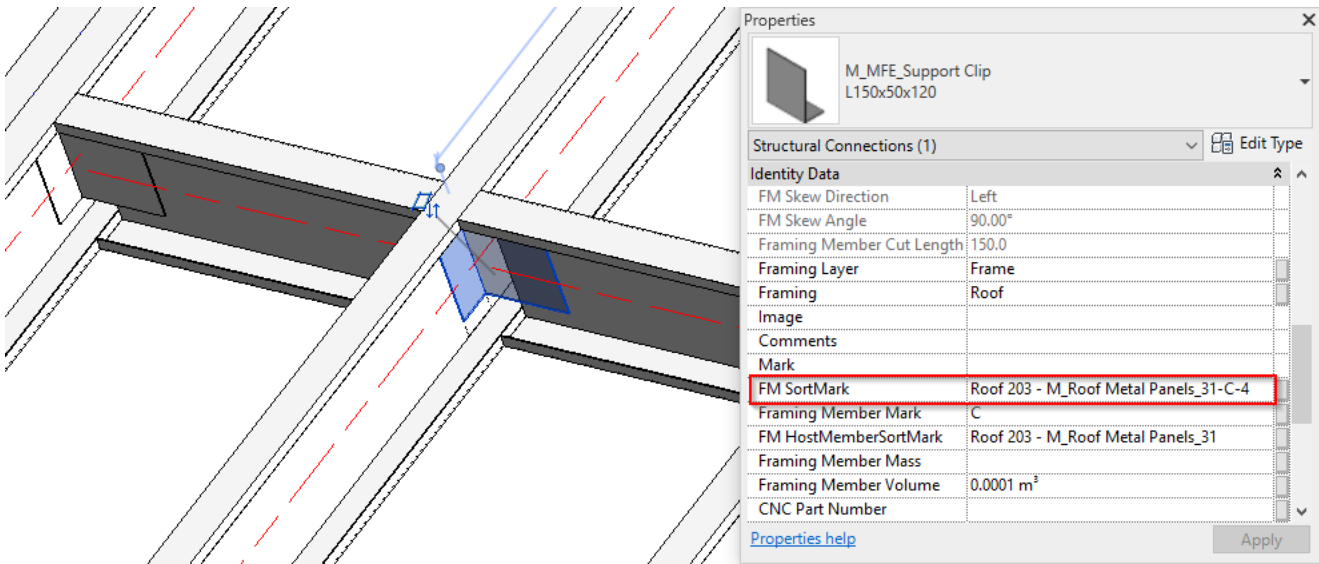 Properties
M_MFE_Support Clip
L150x50x120
Structural Connections (1)
Edit Type
Identity Data
FM Skew Direction Left
FM Skew Angle 90.00°
Framing Member Cut Length 150.0
Framing Layer Frame
Framing Roof
Image
Comments
Mark
FM SortMark Roof 203 - M_Roof Metal Panels_31-C-4
Framing Member Mark C
FM HostMemberSortMark Roof 203 - M_Roof Metal Panels_31
Framing Member Mass
Framing Member Volume 0.0001 m³
CNC Part Number
Properties help
Apply